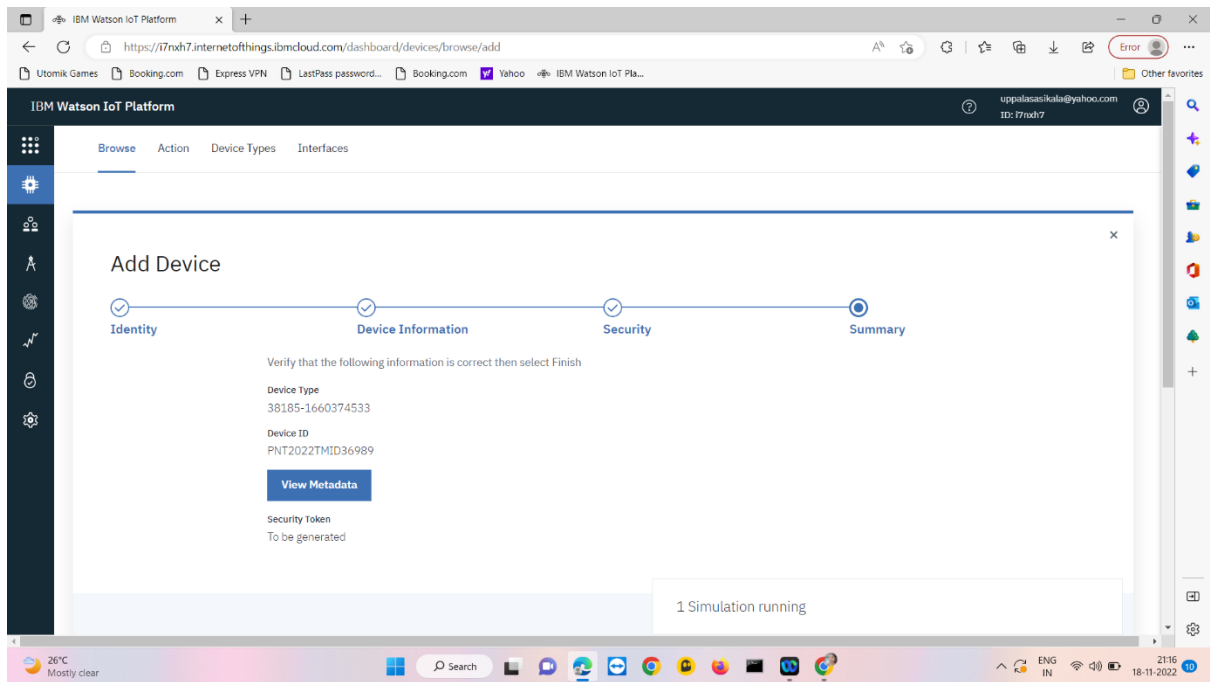 IBM Watson IoT Platform
https://i7nxh7.internetofthings.ibmcloud.com/dashboard/devices/browse/add
Error
Utomik Games Booking.com Express VPN LastPass password... Booking.com Yahoo IBM Watson IoT Pla... Other favorites
IBM Watson IoT Platform
uppalasasikala@yahoo.com
ID: i7nxh7
Browse Action Device Types Interfaces
Add Device
Identity Device Information Security Summary
Verify that the following information is correct then select Finish
Device Type
38185-1660374533
Device ID
PNT2022TMID36989
View Metadata
Security Token
To be generated
1 Simulation running
26°C
Mostly clear
Search
ENG
IN
21:16
18-11-2022
10